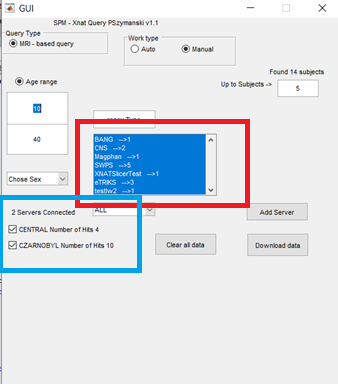 GUI
SPM - Xnat Query PSzymanski v1.1
Query Type
Work type
MRI - based query
Auto
Manual
Found 14 subjects
Age range
Up to Subjects ->
5
10
40
Type
BANG -->1
CNS -->2
Magphan -->1
SWPS -->5
XNATSlicerTest -->1
eTRIKS -->3
testIw2 -->1
Chose Sex
ALL
2 Servers Connected
Add Server
CENTRAL Number of Hits 4
CZARNOBYL Number of Hits 10
Clear all data
Download data